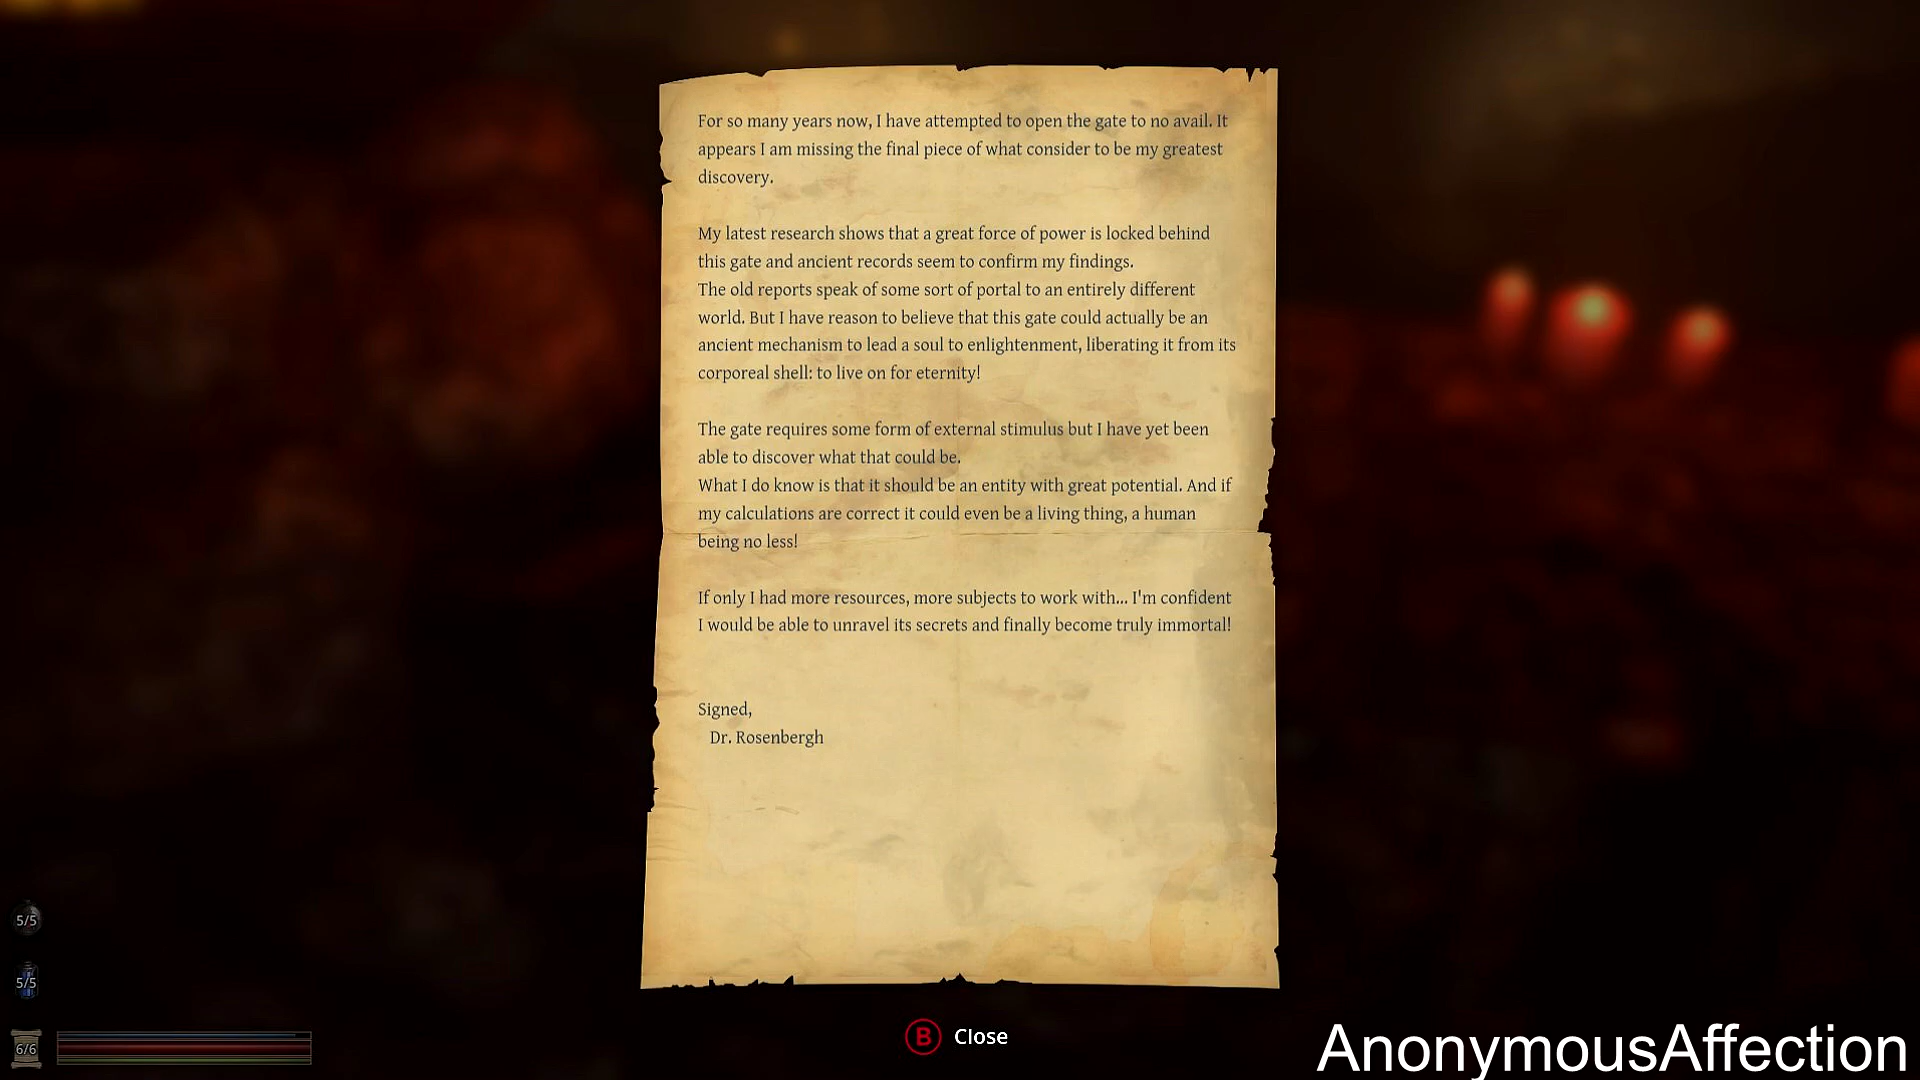 For so many years now, I have attempted to open the gate to no avail. It
appears I am missing the final piece of what consider to be my greatest
discovery.
My latest research shows that a great force of power is locked behind
this gate and ancient records seem to confirm my findings.
The old reports speak of some sort of portal to an entirely different
world. But I have reason to believe that this gate could actually be an
ancient mechanism to lead a soul to enlightenment, liberating it from its
corporeal shell: to live on for eternity!
The gate requires some form of external stimulus but I have yet been
able to discover what that could be.
What I do know is that it should be an entity with great potential. And if
my calculations are correct it could even be a living thing, a human
being no less!
If only I had more resources, more subjects to work with... I'm confident
I would be able to unravel its secrets and finally become truly immortal!
Signed,
Dr. Rosenbergh
5/5
5/5
6/6
B Close
AnonymousAffection